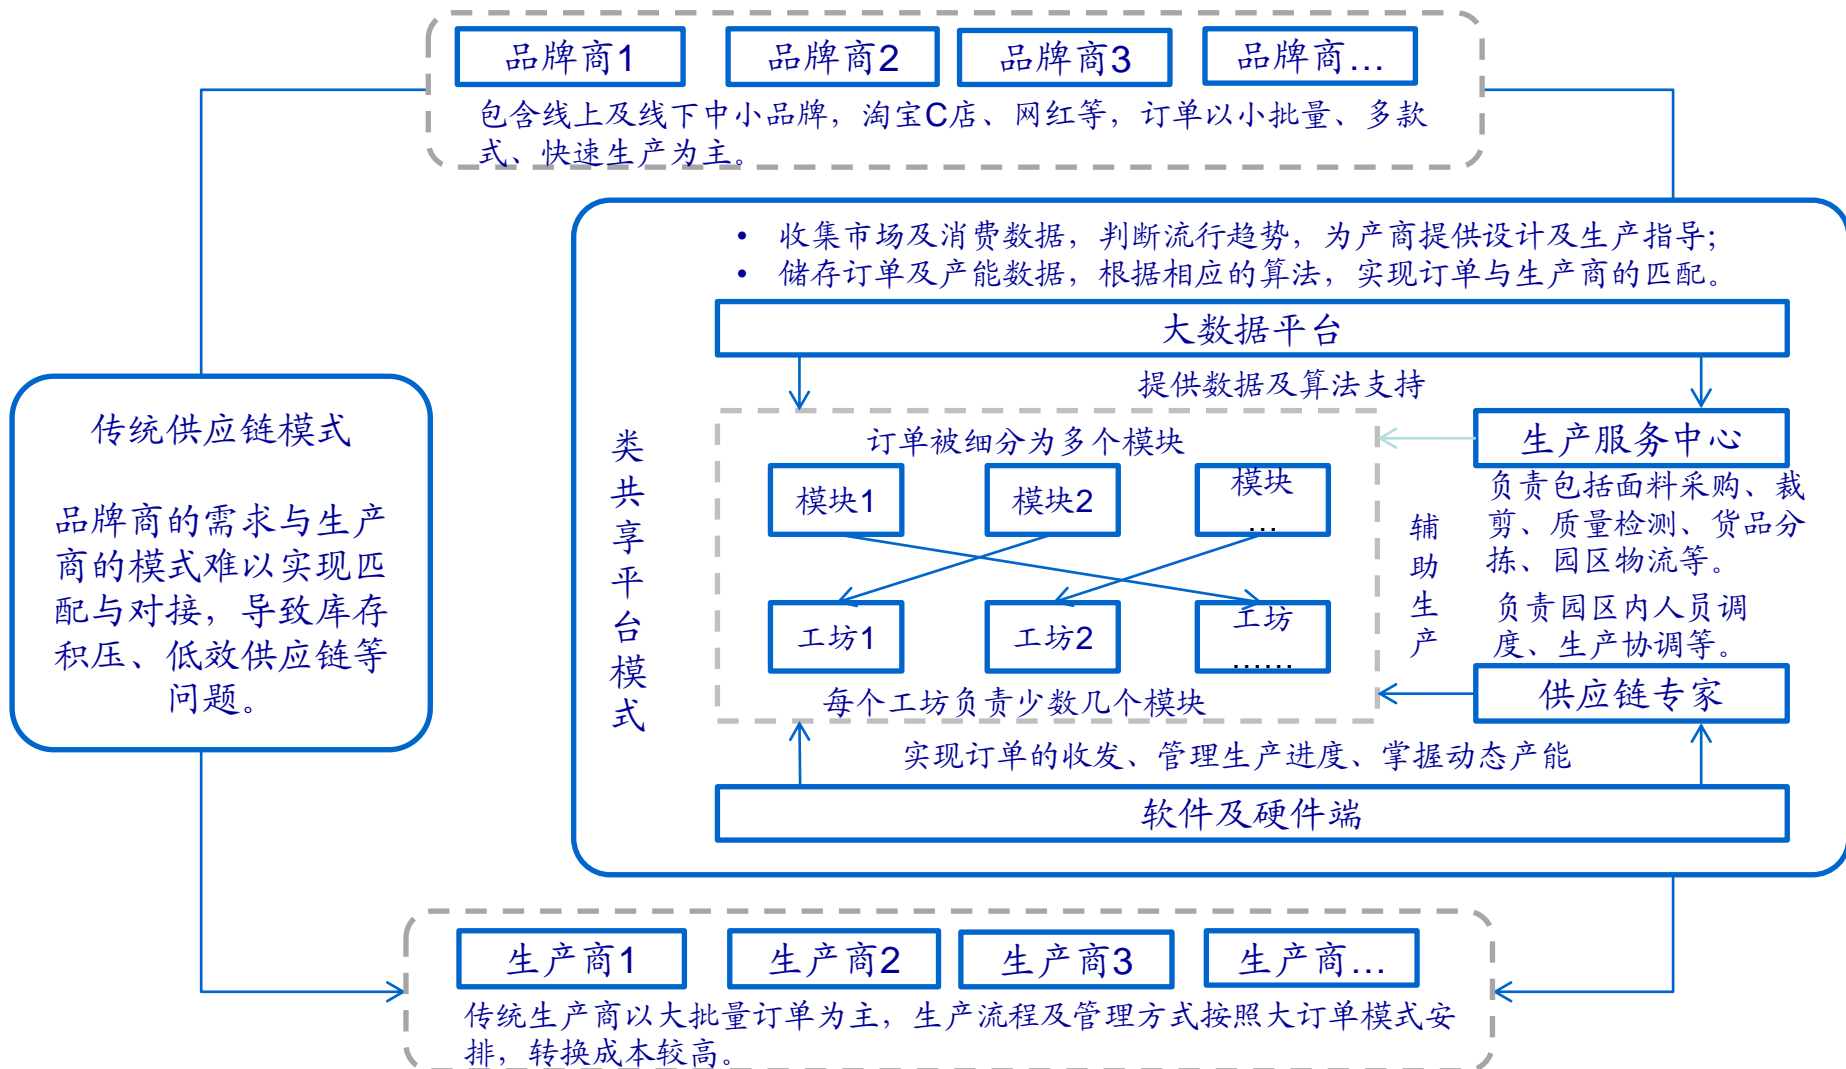 品牌商1
品牌商2
品牌商3
品牌商...
包含线上及线下中小品牌，淘宝C店、网红等，订单以小批量、多款
式、快速生产为主。
传统供应链模式
品牌商的需求与生产
商的模式难以实现匹
配与对接，导致库存
积压、低效供应链等
问题。
类共享平台模式
• 收集市场及消费数据，判断流行趋势，为产商提供设计及生产指导；
• 储存订单及产能数据，根据相应的算法，实现订单与生产商的匹配。
大数据平台
提供数据及算法支持
订单被细分为多个模块
模块1
模块2
模块
...
工坊1
工坊2
工坊
......
每个工坊负责少数几个模块
辅助生产
生产服务中心
负责包括面料采购、裁
剪、质量检测、货品分
拣、园区物流等。
负责园区内人员调
度、生产协调等。
供应链专家
实现订单的收发、管理生产进度、掌握动态产能
软件及硬件端
生产商1
生产商2
生产商3
生产商...
传统生产商以大批量订单为主，生产流程及管理方式按照大订单模式安
排，转换成本较高。